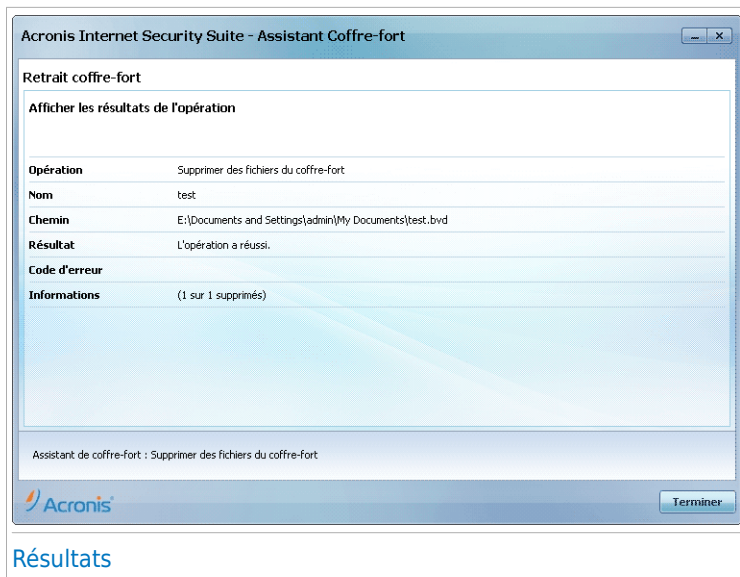 Acronis Internet Security Suite - Assistant Coffre-fort
Retrait coffre-fort
Afficher les résultats de l'opération
Opération Supprimer des fichiers du coffre-fort
Nom test
Chemin E:\Documents and Settings\admin\My Documents\test.bvd
Résultat L'opération a réussi.
Code d'erreur
Informations (1 sur 1 supprimés)
Assistant de coffre-fort : Supprimer des fichiers du coffre-fort
Acronis
Terminer
Résultats